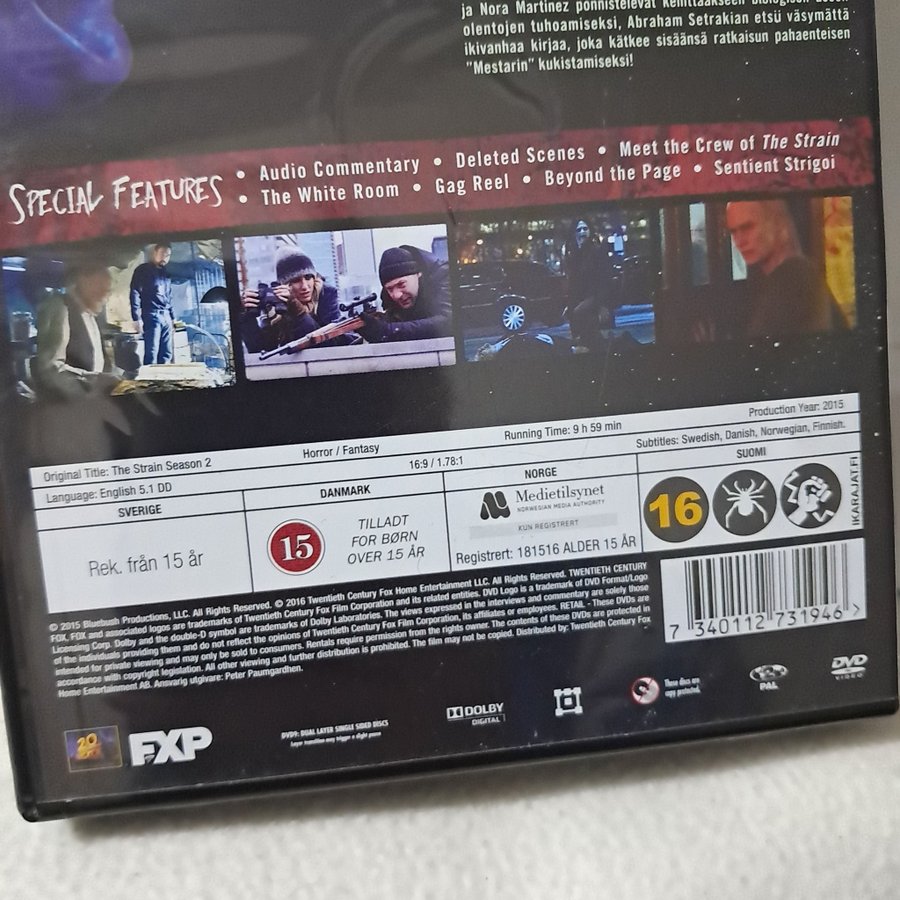 ja Nora Martinez ponnistelevat kehittääkseen biologisen aseen
olentojen tuhoamiseksi, Abraham Setrakian etsii väsymättä
ikivanhaa kirjaa, joka kätkee sisäänsä ratkaisun pahaenteisen
"Mestarin" kukistamiseksi!
SPECIAL FEATURES
• Audio Commentary • Deleted Scenes • Meet the Crew of The Strain
• The White Room • Gag Reel • Beyond the Page • Sentient Strigoi
Original Title: The Strain Season 2 Horror / Fantasy Running Time: 9 h 59 min Production Year: 2015
Language: English 5.1 DD 16:9 / 1.78:1 Subtitles: Swedish, Danish, Norwegian, Finnish.
SVERIGE
Rek. från 15 år
DANMARK
15
TILLADT
FOR BØRN
OVER 15 ÅR
NORGE
Medietilsynet
NORWEGIAN MEDIA AUTHORITY
KUN REGISTRERT
Registrert: 181516 ALDER 15 ÅR
SUOMI
16
IKARAJAT.FI
© 2015 Bluebush Productions, LLC. All Rights Reserved. © 2016 Twentieth Century Fox Home Entertainment LLC. All Rights Reserved. TWENTIETH CENTURY
FOX, FOX and associated logos are trademarks of Twentieth Century Fox Film Corporation and its related entities. DVD Logo is a trademark of DVD Format/Logo
Licensing Corp. Dolby and the double-D symbol are trademarks of Dolby Laboratories. The views expressed in the interviews and commentary are solely those
of the individuals providing them and do not reflect the opinions of Twentieth Century Fox Film Corporation, its affiliates or employees. RETAIL - These DVDs are
intended for private viewing and may only be sold to consumers. Rentals require permission from the rights owner. The contents of these DVDs are protected in
accordance with copyright legislation. All other viewing and further distribution is prohibited. The film may not be copied. Distributed by: Twentieth Century Fox
Home Entertainment AB. Ansvarig utgivare: Peter Paumgardhen.
7 340112 731946 >
20
FXP
DVD9: DUAL LAYER SINGLE SIDED DISCS
Layer transition may trigger a slight pause
DOLBY
DIGITAL
These discs are
copy protected.
PAL
DVD
VIDEO